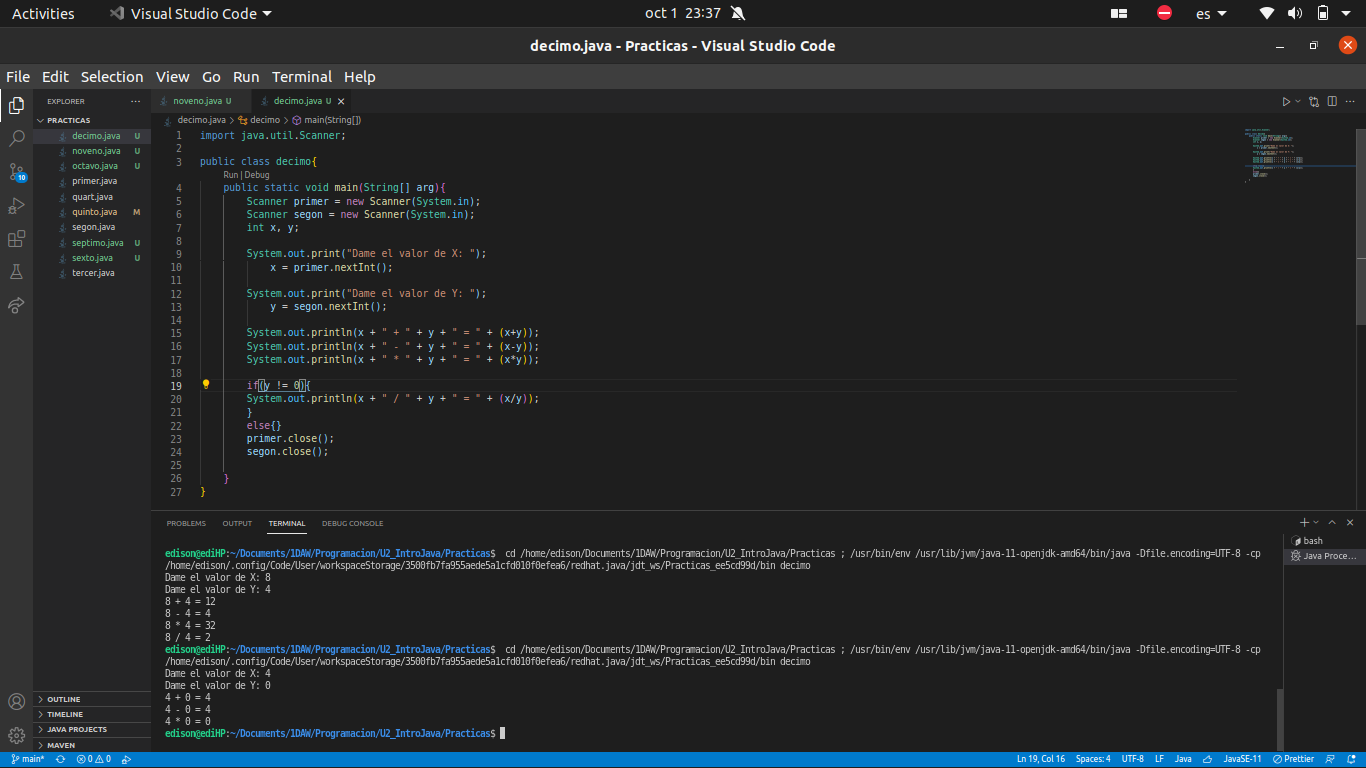 Activities Visual Studio Code oct 1 23:37 es
decimo.java - Practicas - Visual Studio Code
File Edit Selection View Go Run Terminal Help
EXPLORER ···
PRACTICAS
decimo.java U
noveno.java U
octavo.java U
primer.java
quart.java
quinto.java M
segon.java
septimo.java U
sexto.java U
tercer.java
10
OUTLINE
TIMELINE
JAVA PROJECTS
MAVEN
noveno.java U decimo.java U
decimo.java > decimo > main(String[])
1 import java.util.Scanner;
2
3 public class decimo{
Run | Debug
4 public static void main(String[] arg){
5 Scanner primer = new Scanner(System.in);
6 Scanner segon = new Scanner(System.in);
7 int x, y;
8
9 System.out.print("Dame el valor de X: ");
10 x = primer.nextInt();
11
12 System.out.print("Dame el valor de Y: ");
13 y = segon.nextInt();
14
15 System.out.println(x + " + " + y + " = " + (x+y));
16 System.out.println(x + " - " + y + " = " + (x-y));
17 System.out.println(x + " * " + y + " = " + (x*y));
18
19 if(y != 0){
20 System.out.println(x + " / " + y + " = " + (x/y));
21 }
22 else{}
23 primer.close();
24 segon.close();
25
26 }
27 }
PROBLEMS OUTPUT TERMINAL DEBUG CONSOLE
bash
Java Proce...
edison@ediHP:~/Documents/1DAW/Programacion/U2_IntroJava/Practicas$ cd /home/edison/Documents/1DAW/Programacion/U2_IntroJava/Practicas ; /usr/bin/env /usr/lib/jvm/java-11-openjdk-amd64/bin/java -Dfile.encoding=UTF-8 -cp
/home/edison/.config/Code/User/workspaceStorage/3500fb7fa955aede5a1cfd010f0efea6/redhat.java/jdt_ws/Practicas_ee5cd99d/bin decimo
Dame el valor de X: 8
Dame el valor de Y: 4
8 + 4 = 12
8 - 4 = 4
8 * 4 = 32
8 / 4 = 2
edison@ediHP:~/Documents/1DAW/Programacion/U2_IntroJava/Practicas$ cd /home/edison/Documents/1DAW/Programacion/U2_IntroJava/Practicas ; /usr/bin/env /usr/lib/jvm/java-11-openjdk-amd64/bin/java -Dfile.encoding=UTF-8 -cp
/home/edison/.config/Code/User/workspaceStorage/3500fb7fa955aede5a1cfd010f0efea6/redhat.java/jdt_ws/Practicas_ee5cd99d/bin decimo
Dame el valor de X: 4
Dame el valor de Y: 0
4 + 0 = 4
4 - 0 = 4
4 * 0 = 0
edison@ediHP:~/Documents/1DAW/Programacion/U2_IntroJava/Practicas$
main* 0 0 Ln 19, Col 16 Spaces: 4 UTF-8 LF Java JavaSE-11 Prettier